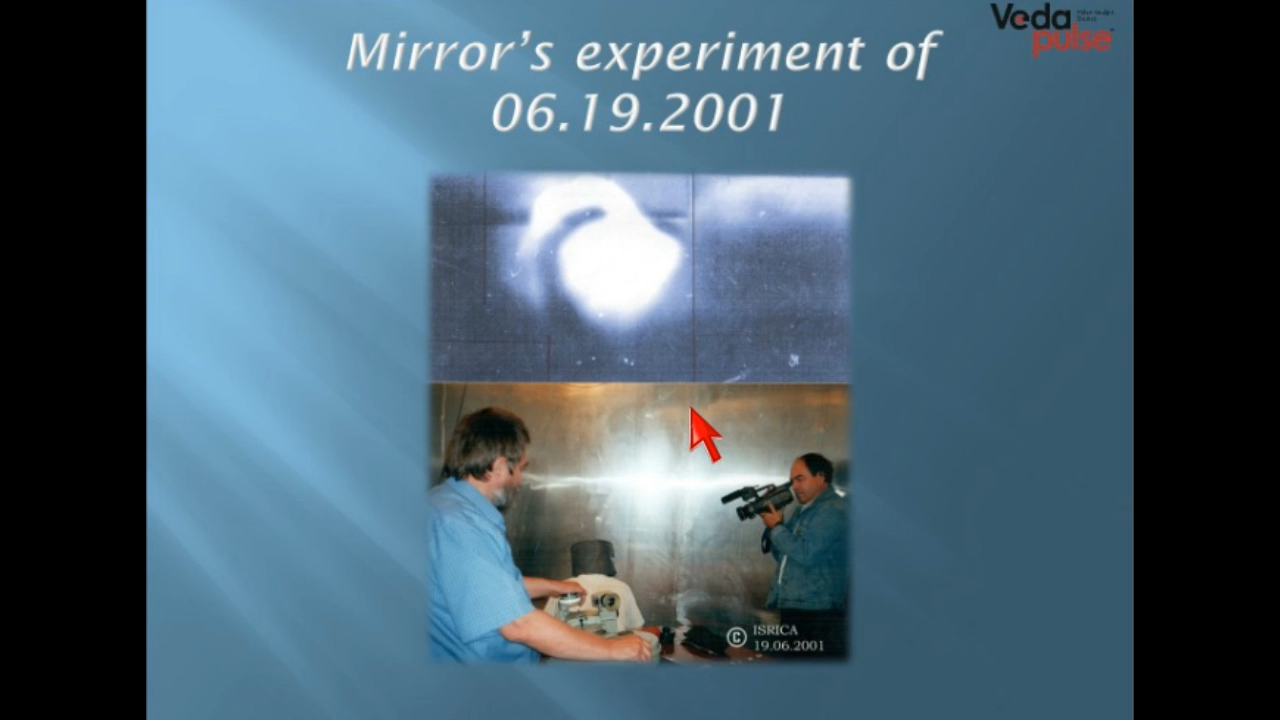 Mirror's experiment of
06.19.2001
Veda
pulse
© ISRICA
19.06.2001